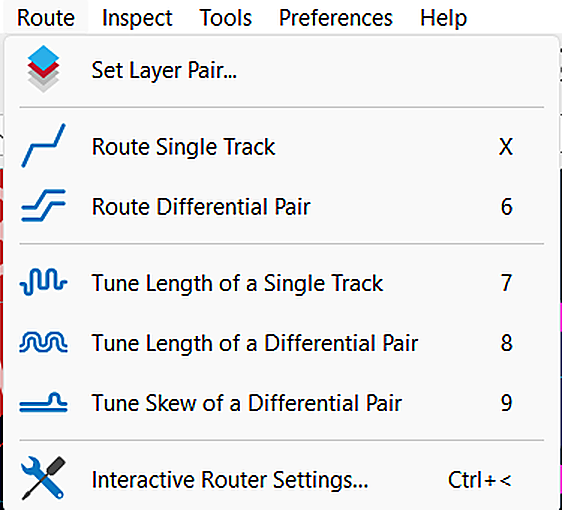 Route Inspect Tools Preferences Help
Set Layer Pair...
Route Single Track X
Route Differential Pair 6
Tune Length of a Single Track 7
Tune Length of a Differential Pair 8
Tune Skew of a Differential Pair 9
Interactive Router Settings... Ctrl+<